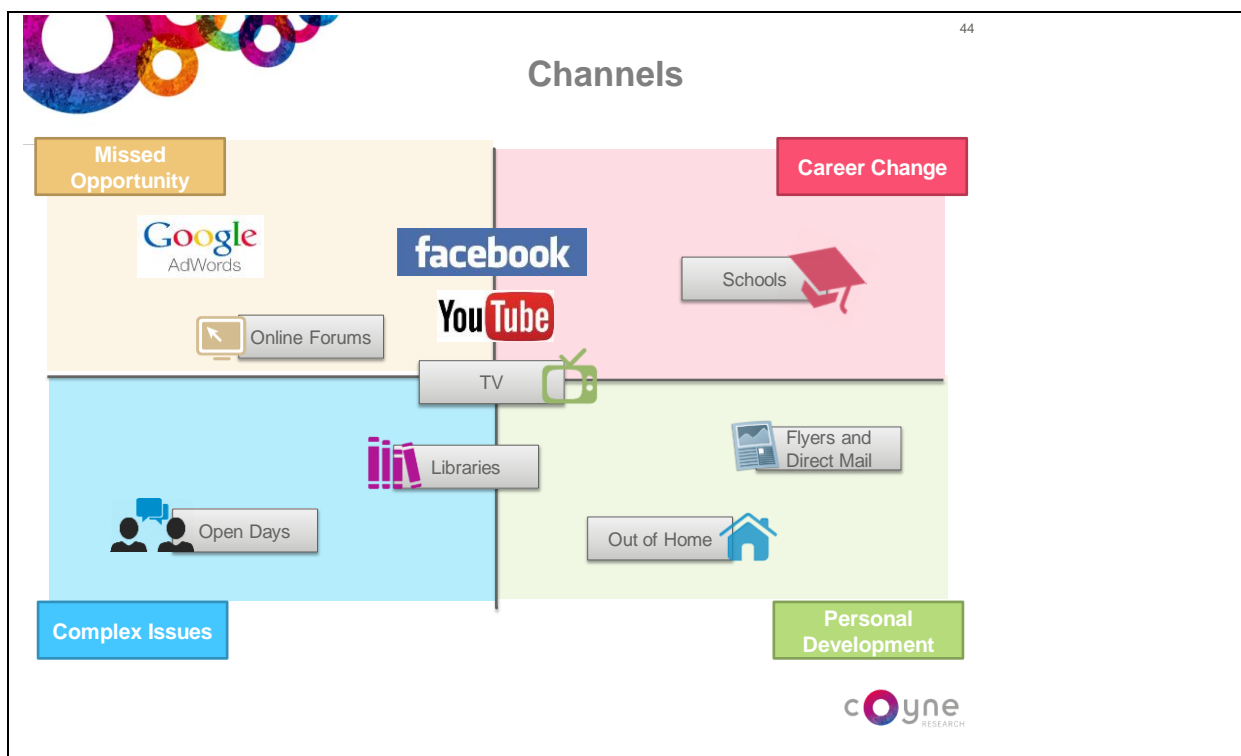 44
Channels
Missed
Opportunity
Career Change
Google
AdWords
facebook
Schools
YouTube
Online Forums
TV
Flyers and
Direct Mail
Libraries
Open Days
Out of Home
Complex Issues
Personal
Development
coyne
RESEARCH